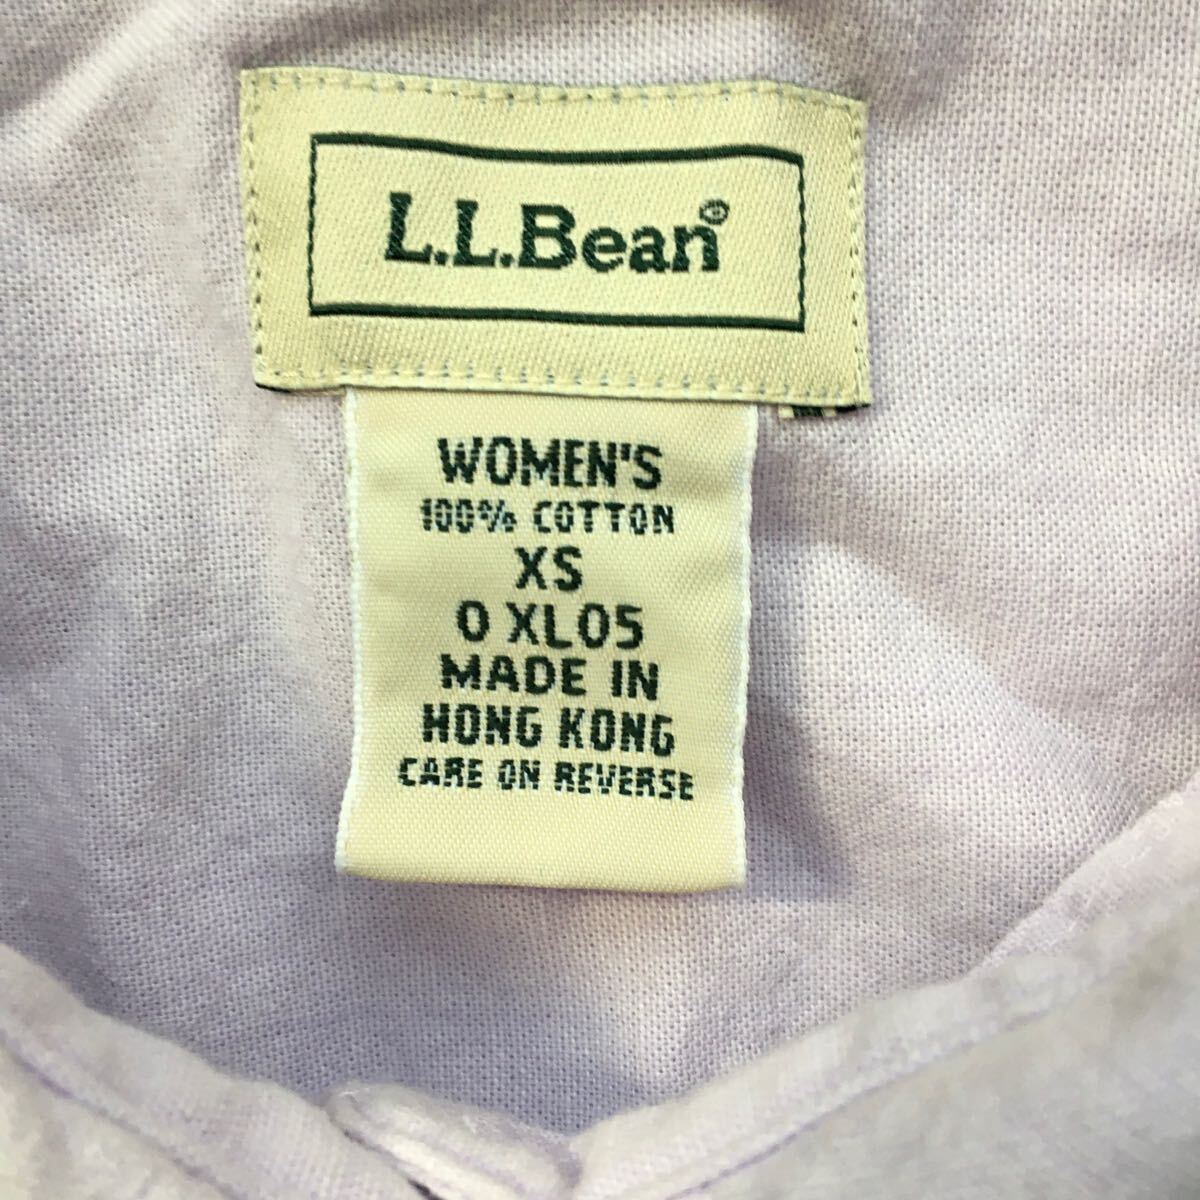 L.L.Bean®
WOMEN'S
100% COTTON
XS
0 XL05
MADE IN
HONG KONG
CARE ON REVERSE